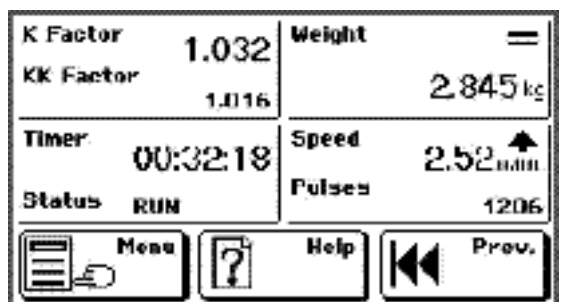 K Factor
1.032
KK Factor
1.016
Weight
2.845 kg
Timer
00:32:18
Status RUN
Speed
2.52
Pulses
1206
Menu
?
Help
Prev.